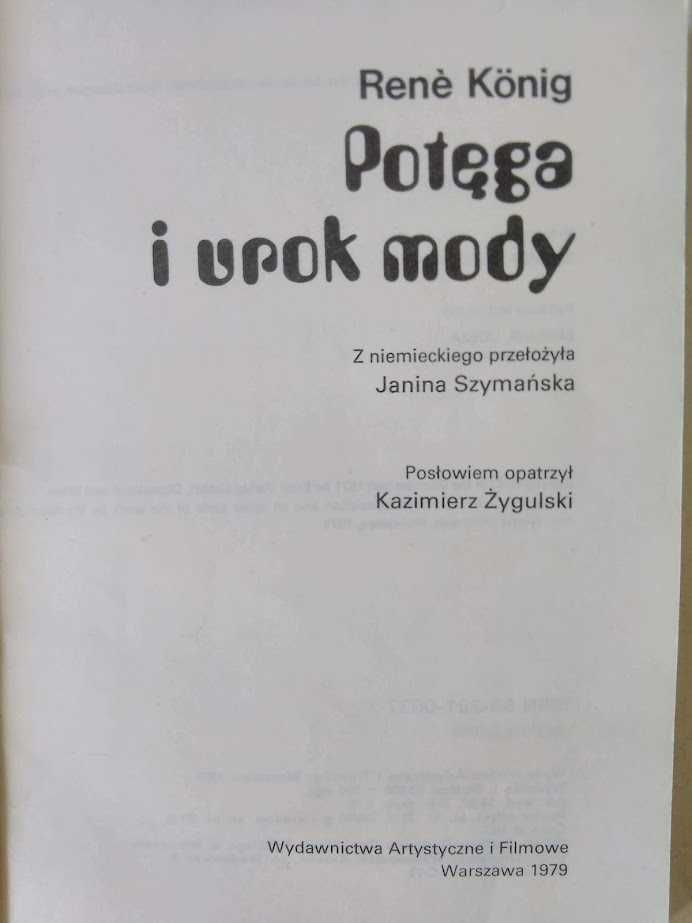 Renè König
Potęga
i urok mody
Z niemieckiego przełożyła
Janina Szymańska
Posłowiem opatrzył
Kazimierz Żygulski
Wydawnictwa Artystyczne i Filmowe
Warszawa 1979